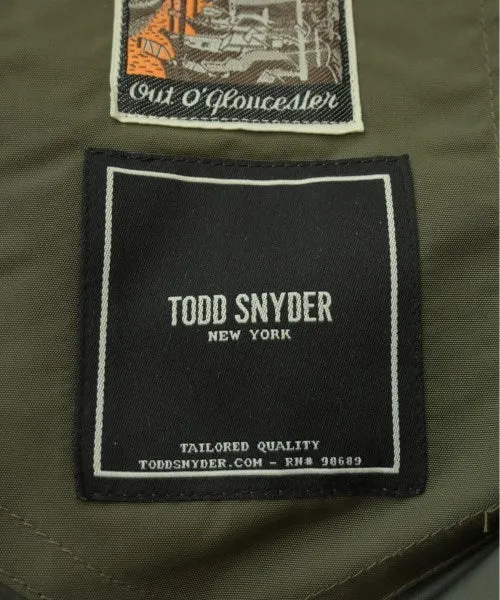 Out O'Gloucester
TODD SNYDER
NEW YORK
TAILORED QUALITY
TODDSNYDER.COM - RN# 98689